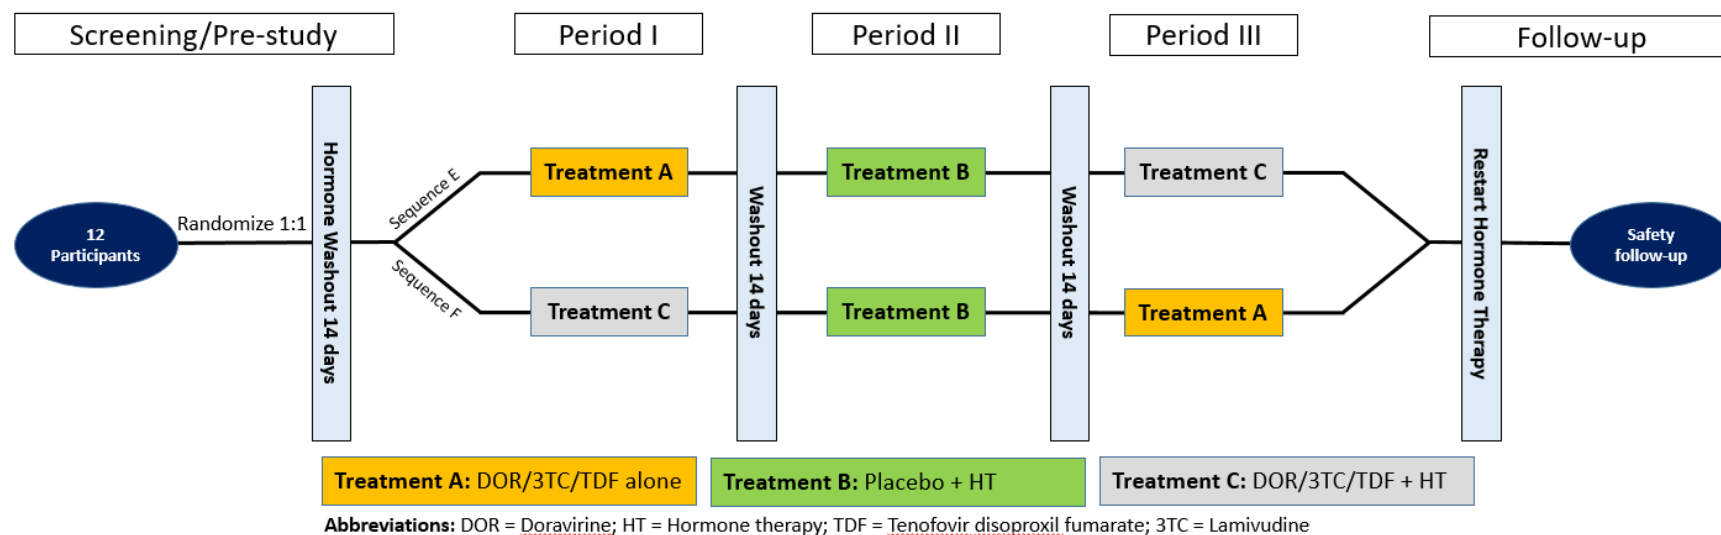 Screening/Pre-study
Period I
Period II
Period III
Follow-up
12
Participants
Randomize 1:1
Hormone Washout 14 days
Sequence E
Sequence F
Treatment A
Treatment C
Washout 14 days
Treatment B
Treatment B
Washout 14 days
Treatment C
Treatment A
Restart Hormone Therapy
Safety
follow-up
Treatment A: DOR/3TC/TDF alone
Treatment B: Placebo + HT
Treatment C: DOR/3TC/TDF + HT
Abbreviations: DOR = Doravirine; HT = Hormone therapy; TDF = Tenofovir disoproxil fumarate; 3TC = Lamivudine